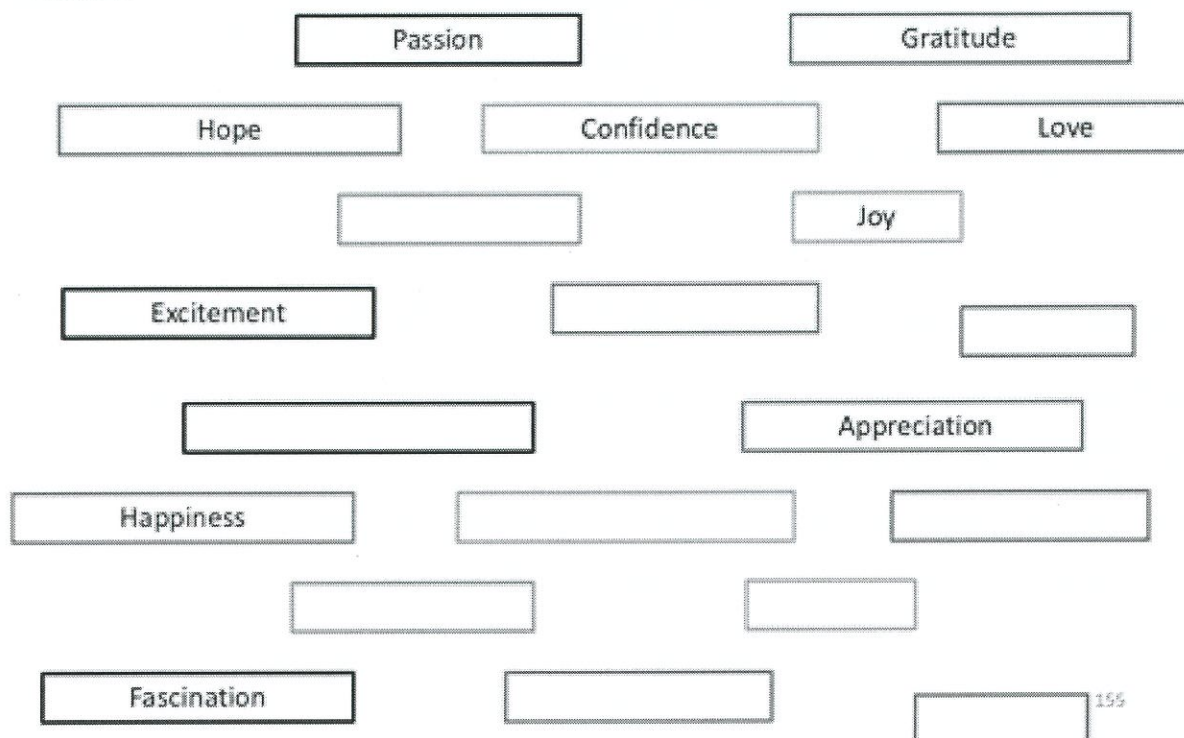 Passion Gratitude
Hope Confidence Love
Joy
Excitement
Appreciation
Happiness
Fascination
155